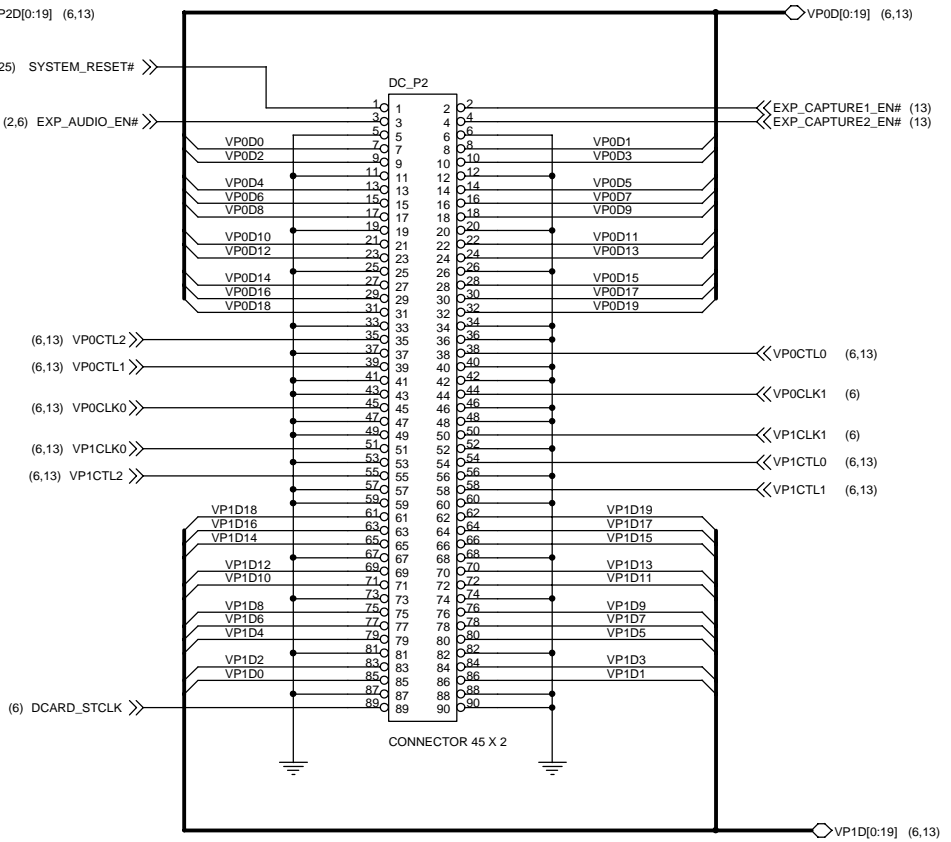 P2D[0:19] (6,13) VP0D[0:19] (6,13)
25) SYSTEM_RESET#
DC_P2
1 1 2 2 EXP_CAPTURE1_EN# (13)
(2,6) EXP_AUDIO_EN# 3 3 4 4 EXP_CAPTURE2_EN# (13)
5 5 6 6
VP0D0 7 7 8 8 VP0D1
VP0D2 9 9 10 10 VP0D3
11 11 12 12
VP0D4 13 13 14 14 VP0D5
VP0D6 15 15 16 16 VP0D7
VP0D8 17 17 18 18 VP0D9
19 19 20 20
VP0D10 21 21 22 22 VP0D11
VP0D12 23 23 24 24 VP0D13
25 25 26 26
VP0D14 27 27 28 28 VP0D15
VP0D16 29 29 30 30 VP0D17
VP0D18 31 31 32 32 VP0D19
33 33 34 34
(6,13) VP0CTL2 35 35 36 36
37 37 38 38 VP0CTL0 (6,13)
(6,13) VP0CTL1 39 39 40 40
41 41 42 42
43 43 44 44 VP0CLK1 (6)
(6,13) VP0CLK0 45 45 46 46
47 47 48 48
49 49 50 50 VP1CLK1 (6)
(6,13) VP1CLK0 51 51 52 52
53 53 54 54 VP1CTL0 (6,13)
(6,13) VP1CTL2 55 55 56 56
57 57 58 58 VP1CTL1 (6,13)
59 59 60 60
VP1D18 61 61 62 62 VP1D19
VP1D16 63 63 64 64 VP1D17
VP1D14 65 65 66 66 VP1D15
67 67 68 68
VP1D12 69 69 70 70 VP1D13
VP1D10 71 71 72 72 VP1D11
73 73 74 74
VP1D8 75 75 76 76 VP1D9
VP1D6 77 77 78 78 VP1D7
VP1D4 79 79 80 80 VP1D5
81 81 82 82
VP1D2 83 83 84 84 VP1D3
VP1D0 85 85 86 86 VP1D1
87 87 88 88
(6) DCARD_STCLK 89 89 90 90
CONNECTOR 45 X 2
VP1D[0:19] (6,13)